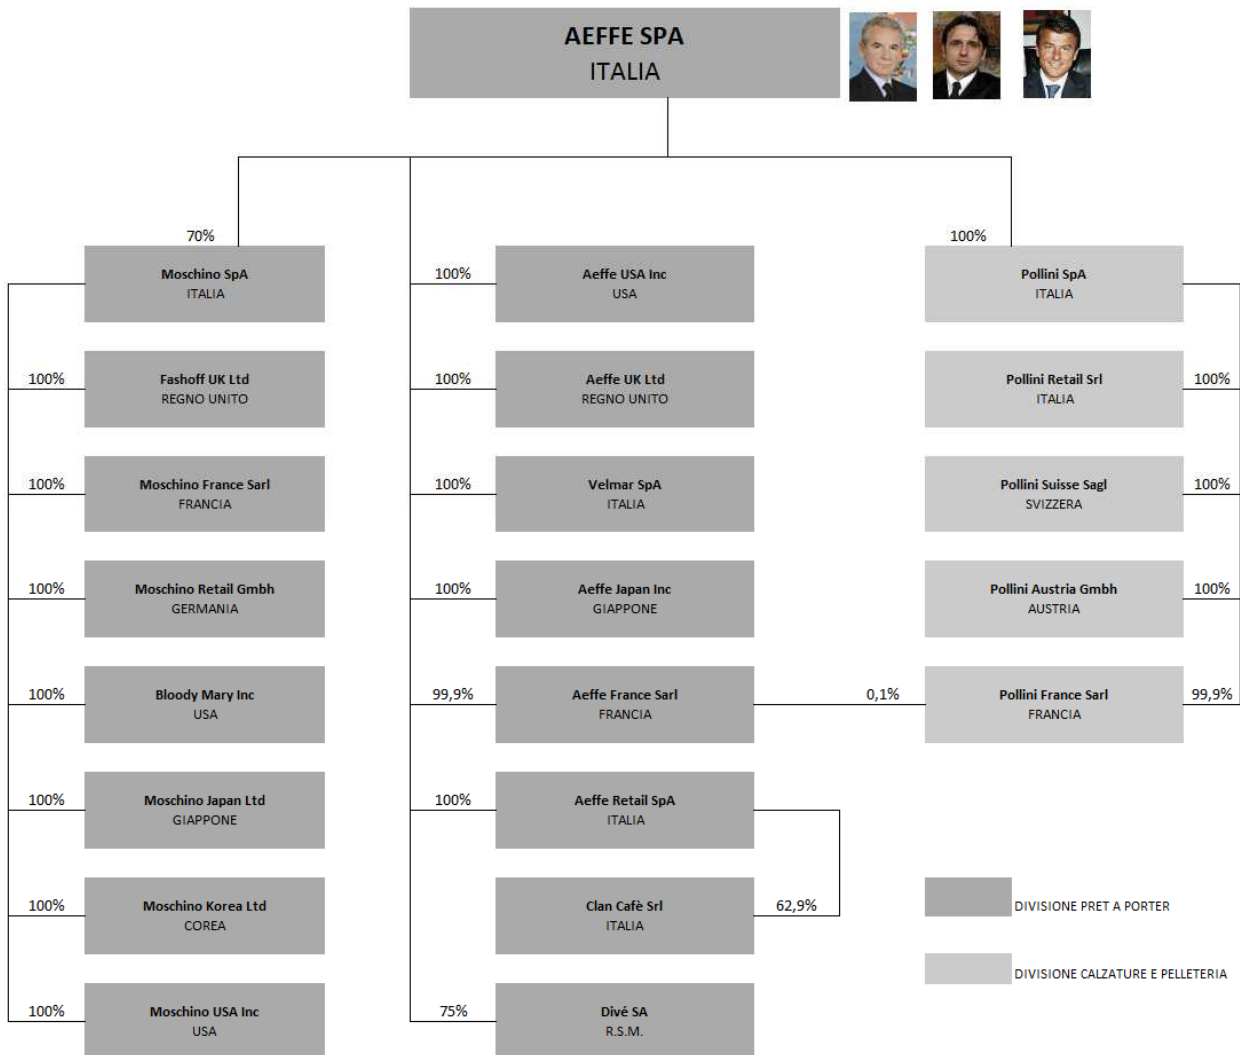 AEFFE SPA
ITALIA
70%
Moschino SpA
ITALIA
100%
Fashoff UK Ltd
REGNO UNITO
100%
Moschino France Sarl
FRANCIA
100%
Moschino Retail Gmbh
GERMANIA
100%
Bloody Mary Inc
USA
100%
Moschino Japan Ltd
GIAPPONE
100%
Moschino Korea Ltd
COREA
100%
Moschino USA Inc
USA
100%
Aeffe USA Inc
USA
100%
Aeffe UK Ltd
REGNO UNITO
100%
Velmar SpA
ITALIA
100%
Aeffe Japan Inc
GIAPPONE
99,9%
Aeffe France Sarl
FRANCIA
0,1%
100%
Aeffe Retail SpA
ITALIA
Clan Cafè Srl
ITALIA
62,9%
75%
Divé SA
R.S.M.
100%
Pollini SpA
ITALIA
Pollini Retail Srl
ITALIA
100%
Pollini Suisse Sagl
SVIZZERA
100%
Pollini Austria Gmbh
AUSTRIA
100%
Pollini France Sarl
FRANCIA
99,9%
DIVISIONE PRET A PORTER
DIVISIONE CALZATURE E PELLETERIA